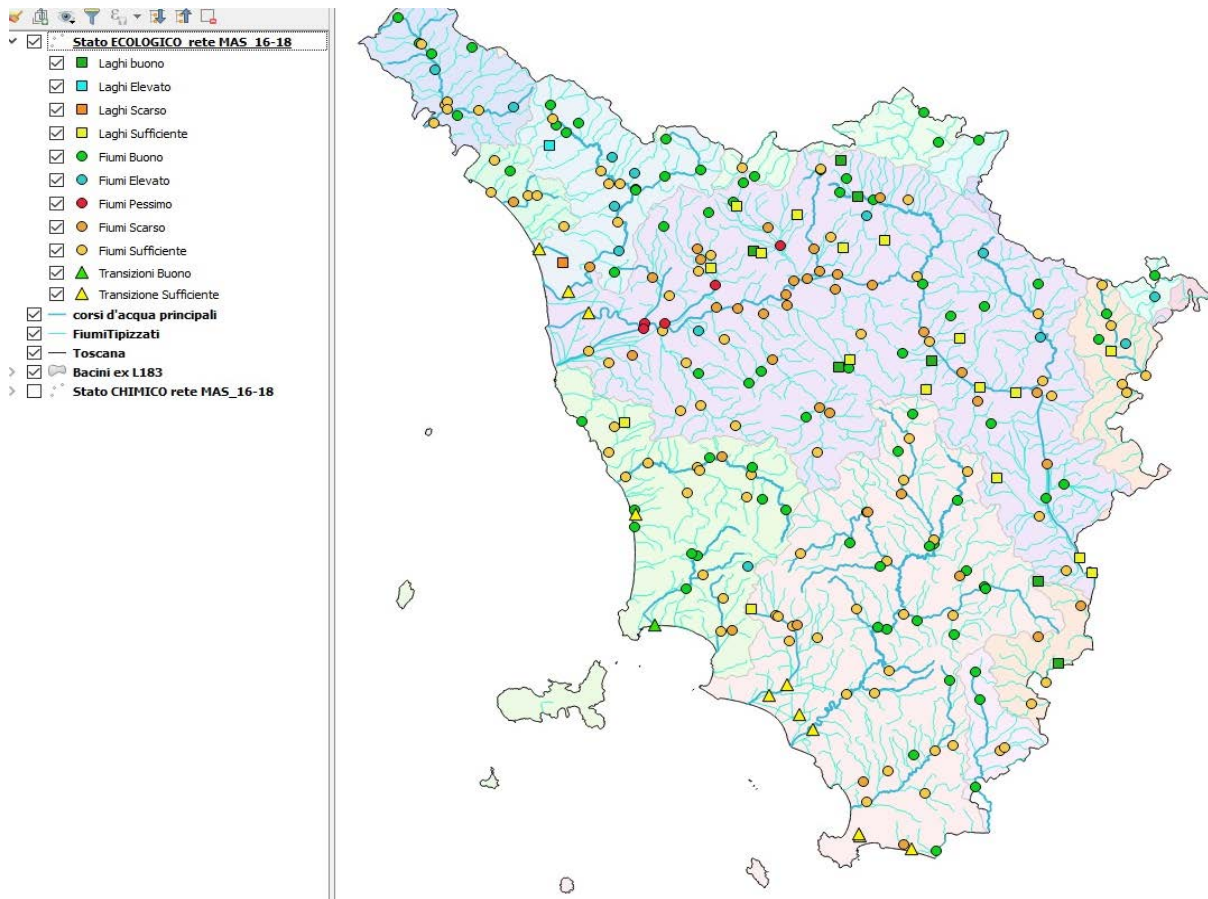 Stato ECOLOGICO rete MAS_16-18
Laghi buono
Laghi Elevato
Laghi Scarso
Laghi Sufficiente
Fiumi Buono
Fiumi Elevato
Fiumi Pessimo
Fiumi Scarso
Fiumi Sufficiente
Transizioni Buono
Transizione Sufficiente
corsi d'acqua principali
FiumiTipizzati
Toscana
Bacini ex L183
Stato CHIMICO rete MAS_16-18